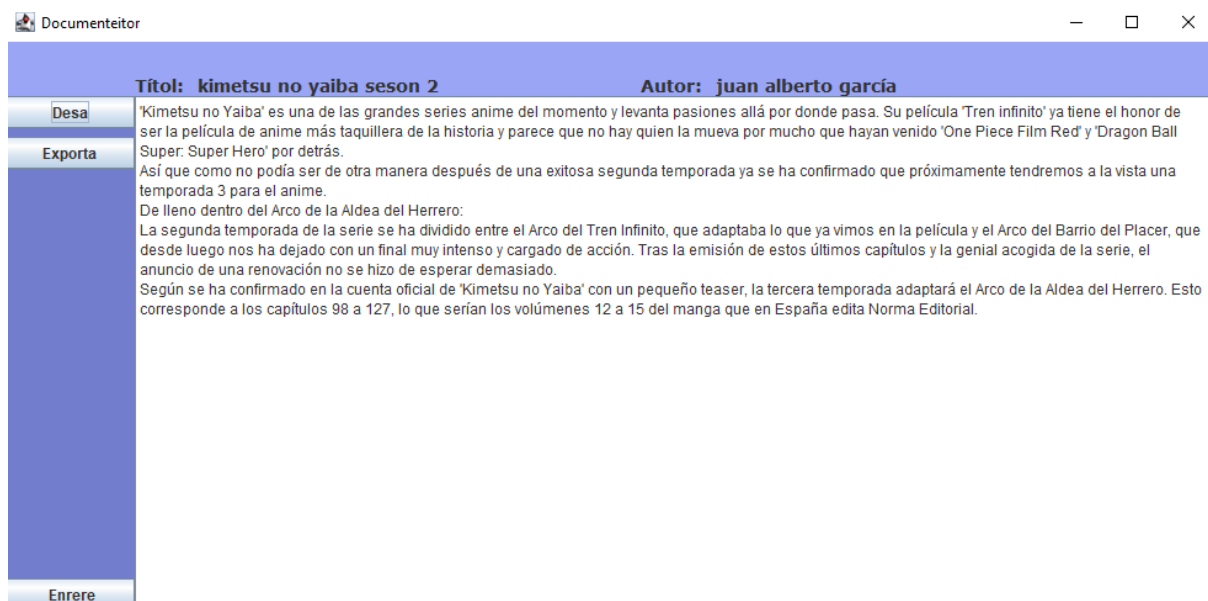 Documenteitor
Títol: kimetsu no yaiba seson 2 Autor: juan alberto garcía
Desa
Exporta
'Kimetsu no Yaiba' es una de las grandes series anime del momento y levanta pasiones allá por donde pasa. Su película 'Tren infinito' ya tiene el honor de
ser la película de anime más taquillera de la historia y parece que no hay quien la mueva por mucho que hayan venido 'One Piece Film Red' y 'Dragon Ball
Super: Super Hero' por detrás.
Así que como no podía ser de otra manera después de una exitosa segunda temporada ya se ha confirmado que próximamente tendremos a la vista una
temporada 3 para el anime.
De lleno dentro del Arco de la Aldea del Herrero:
La segunda temporada de la serie se ha dividido entre el Arco del Tren Infinito, que adaptaba lo que ya vimos en la película y el Arco del Barrio del Placer, que
desde luego nos ha dejado con un final muy intenso y cargado de acción. Tras la emisión de estos últimos capítulos y la genial acogida de la serie, el
anuncio de una renovación no se hizo de esperar demasiado.
Según se ha confirmado en la cuenta oficial de 'Kimetsu no Yaiba' con un pequeño teaser, la tercera temporada adaptará el Arco de la Aldea del Herrero. Esto
corresponde a los capítulos 98 a 127, lo que serían los volúmenes 12 a 15 del manga que en España edita Norma Editorial.
Enrere